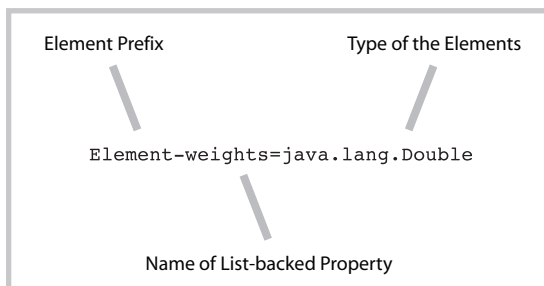 Element Prefix
Type of the Elements
Element-weights=java.lang.Double
Name of List-backed Property